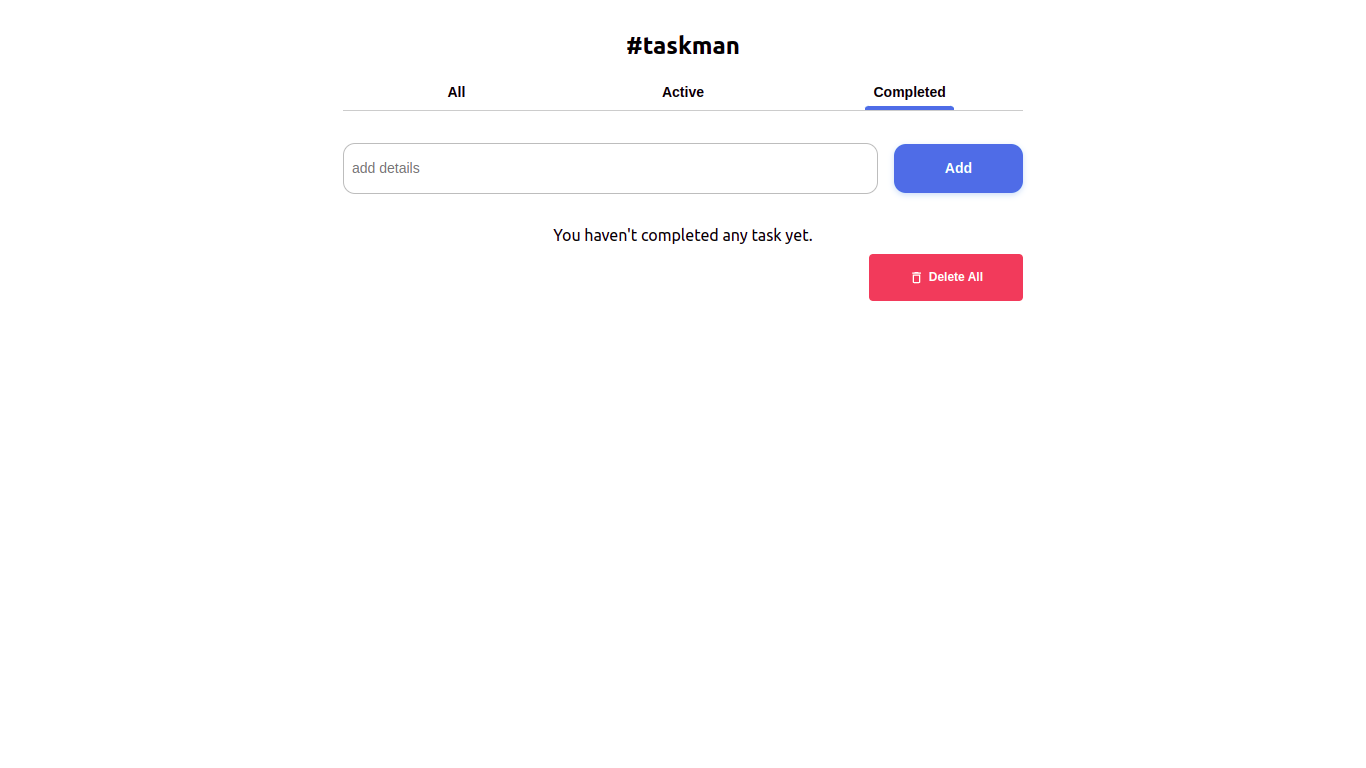 #taskman
All Active Completed
add details Add
You haven't completed any task yet.
Delete All